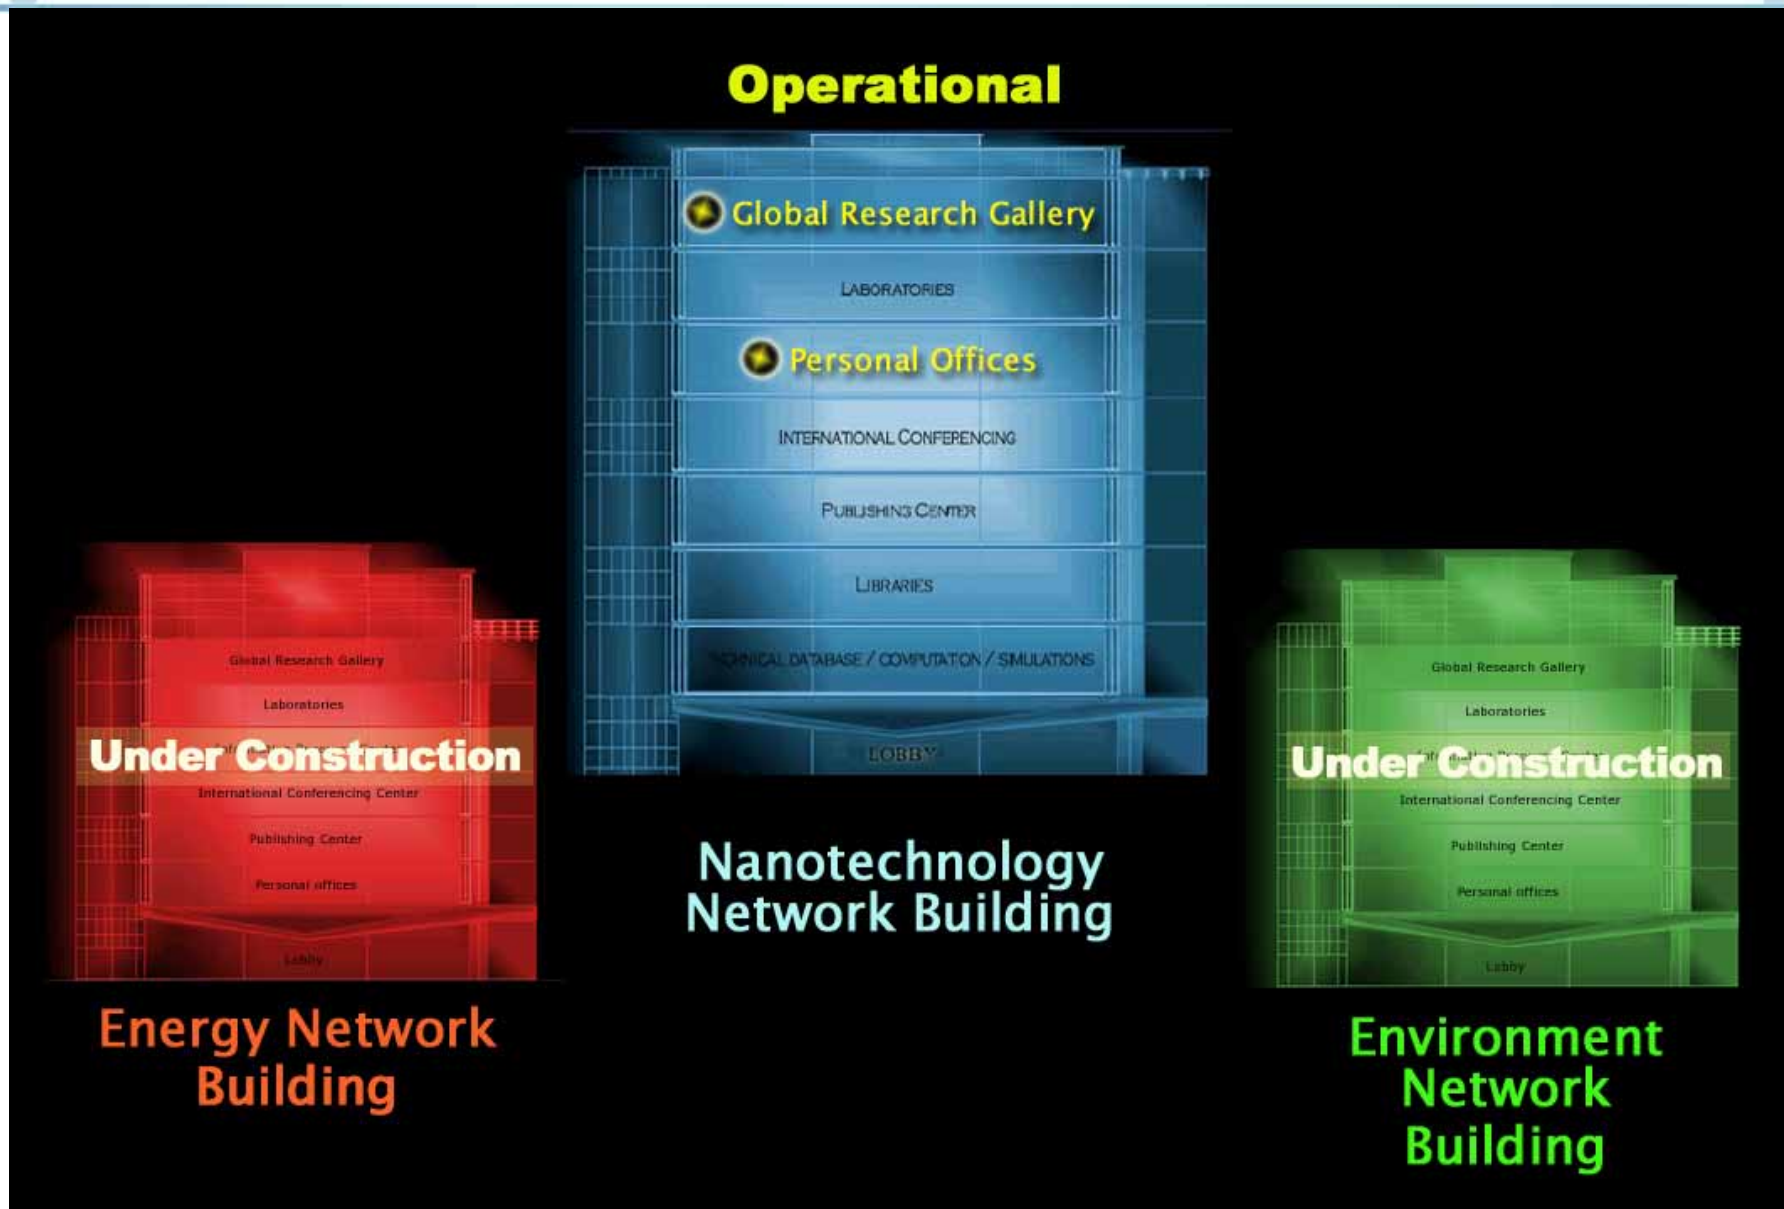 Operational
Global Research Gallery
LABORATORIES
Personal Offices
INTERNATIONAL CONFERENCING
PUBLISHING CENTER
LIBRARIES
DATABASE / COMPUTATION / SIMULATIONS
LOBBY
Nanotechnology
Network Building
Global Research Gallery
Laboratories
Under Construction
International Conferencing Center
Publishing Center
Personal offices
Lobby
Energy Network
Building
Global Research Gallery
Laboratories
Under Construction
International Conferencing Center
Publishing Center
Personal offices
Lobby
Environment
Network
Building